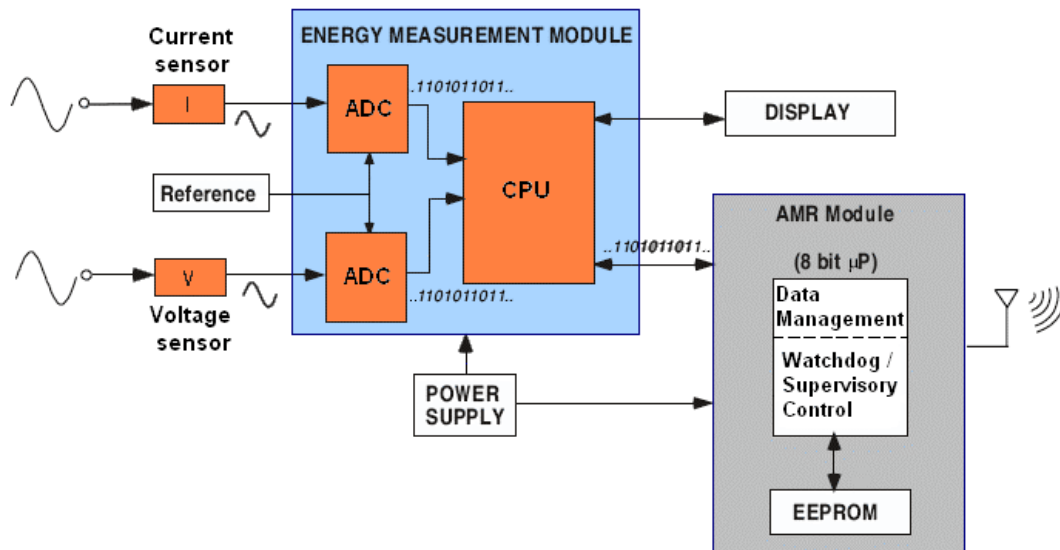 ENERGY MEASUREMENT MODULE
Current
sensor
I
ADC
..1101011011..
CPU
DISPLAY
Reference
V
Voltage
sensor
ADC
..1101011011..
..1101011011..
AMR Module
(8 bit µP)
Data
Management
Watchdog /
Supervisory
Control
EEPROM
POWER
SUPPLY